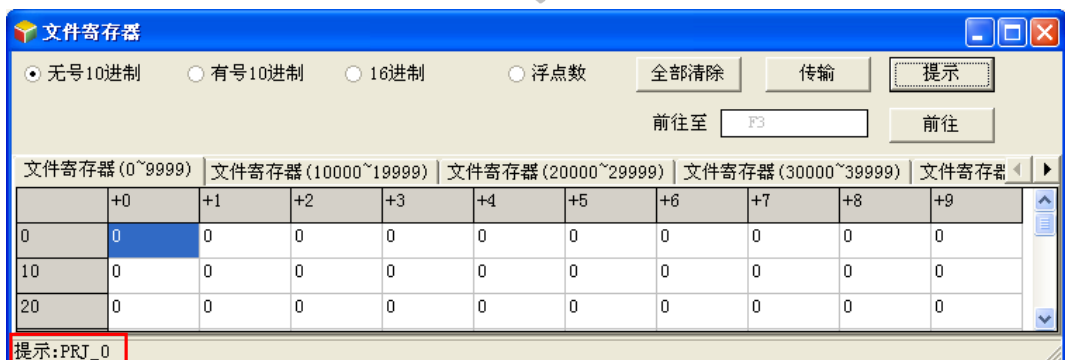 文件寄存器
无号10进制 有号10进制 16进制 浮点数 全部清除 传输 提示
前往至 F3 前往
文件寄存器(0~9999) 文件寄存器(10000~19999) 文件寄存器(20000~29999) 文件寄存器(30000~39999) 文件寄存器
+0 +1 +2 +3 +4 +5 +6 +7 +8 +9
0 0 0 0 0 0 0 0 0 0 0
10 0 0 0 0 0 0 0 0 0 0
20 0 0 0 0 0 0 0 0 0 0
提示:PRJ_0